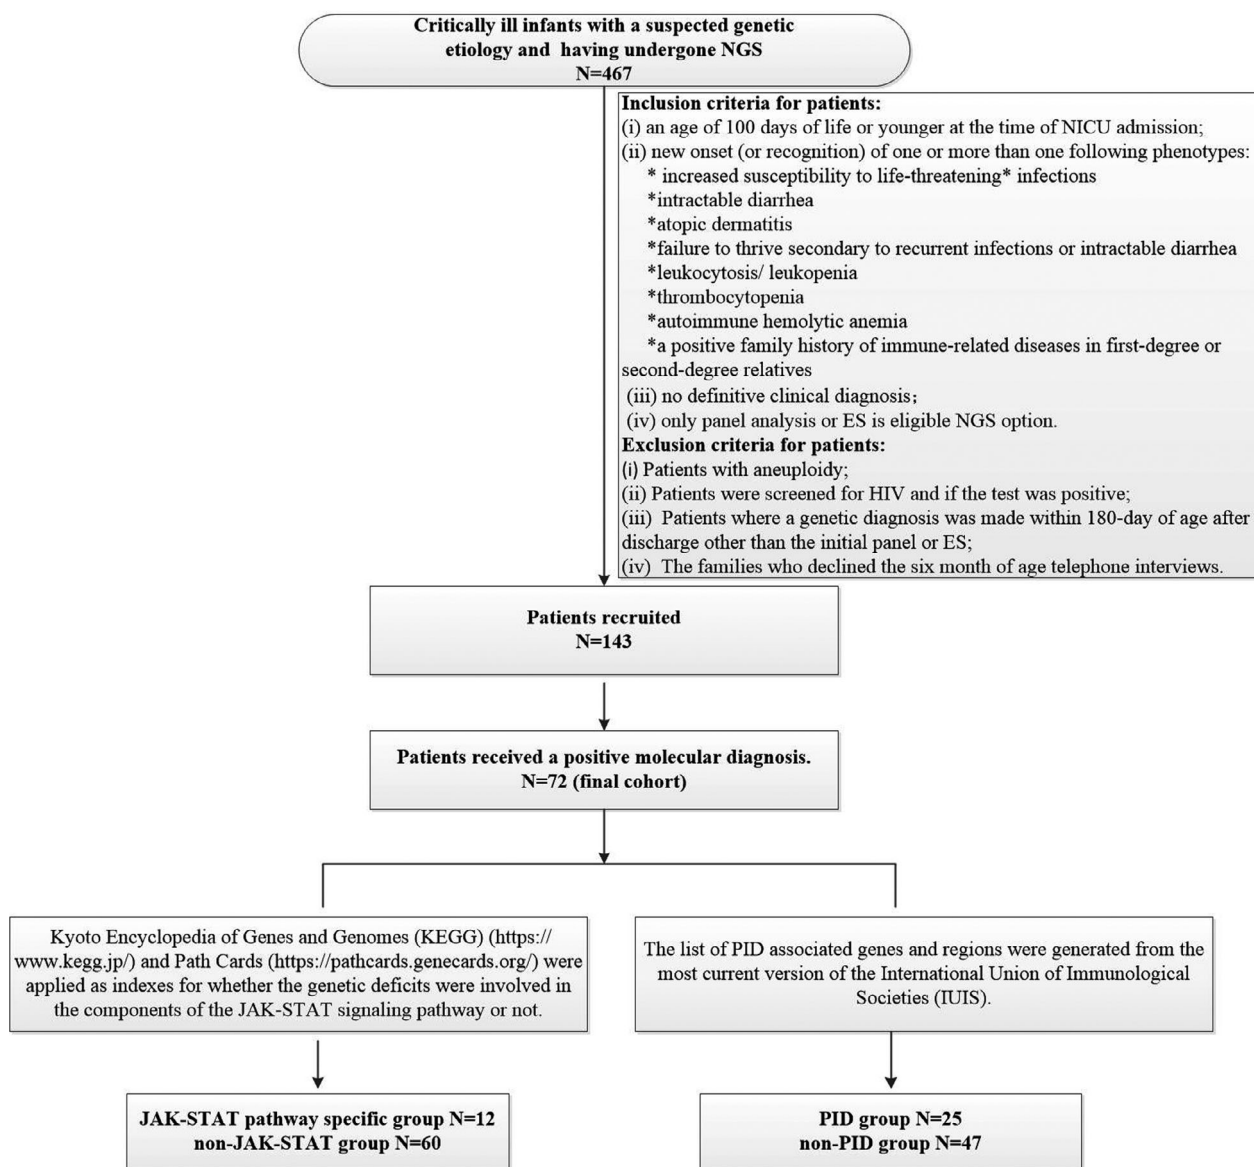 Critically ill infants with a suspected genetic
etiology and  having undergone NGS
N=467
Inclusion criteria for patients:
(i) an age of 100 days of life or younger at the time of NICU admission;
(ii) new onset (or recognition) of one or more than one following phenotypes:
* increased susceptibility to life-threatening* infections
*intractable diarrhea
*atopic dermatitis
*failure to thrive secondary to recurrent infections or intractable diarrhea
*leukocytosis/ leukopenia
*thrombocytopenia
*autoimmune hemolytic anemia
*a positive family history of immune-related diseases in first-degree or
second-degree relatives
(iii) no definitive clinical diagnosis;
(iv) only panel analysis or ES is eligible NGS option.
Exclusion criteria for patients:
(i) Patients with aneuploidy;
(ii) Patients were screened for HIV and if the test was positive;
(iii)  Patients where a genetic diagnosis was made within 180-day of age after
discharge other than the initial panel or ES;
(iv)  The families who declined the six month of age telephone interviews.
Patients recruited
N=143
Patients received a positive molecular diagnosis.
N=72 (final cohort)
Kyoto Encyclopedia of Genes and Genomes (KEGG) (https://
www.kegg.jp/) and Path Cards (https://pathcards.genecards.org/) were
applied as indexes for whether the genetic deficits were involved in
the components of the JAK-STAT signaling pathway or not.
The list of PID associated genes and regions were generated from the
most current version of the International Union of Immunological
Societies (IUIS).
JAK-STAT pathway specific group N=12
non-JAK-STAT group N=60
PID group N=25
non-PID group N=47